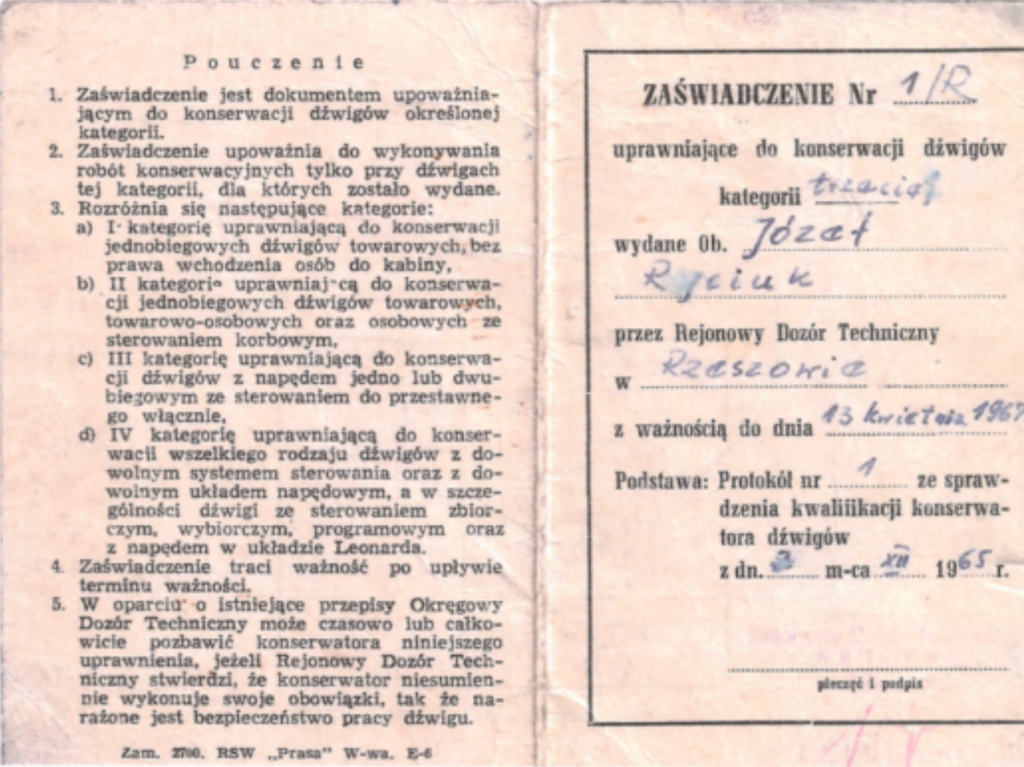 Pouczenie
1. Zaświadczenie jest dokumentem upoważnia-
jącym do konserwacji dźwigów określonej
kategorii.
2. Zaświadczenie upoważnia do wykonywania
robót konserwacyjnych tylko przy dźwigach
tej kategorii, dla których zostało wydane.
3. Rozróżnia się następujące kategorie:
a) I kategorię uprawniającą do konserwacji
jednobiegowych dźwigów towarowych, bez
prawa wchodzenia osób do kabiny,
b) II kategorię uprawniającą do konserwa-
cji jednobiegowych dźwigów towarowych,
towarowo-osobowych oraz osobowych ze
sterowaniem korbowym,
c) III kategorię uprawniającą do konserwa-
cji dźwigów z napędem jedno lub dwu-
biegowym ze sterowaniem do przestawne-
go włącznie,
d) IV kategorię uprawniającą do konser-
wacji wszelkiego rodzaju dźwigów z do-
wolnym systemem sterowania oraz z do-
wolnym układem napędowym, a w szcze-
gólności dźwigi ze sterowaniem zbior-
czym, wybiorczym, programowym oraz
z napędem w układzie Leonarda.
4 Zaświadczenie traci ważność po upływie
terminu ważności.
5. W oparciu o istniejące przepisy Okręgowy
Dozór Techniczny może czasowo lub całko-
wicie pozbawić konserwatora niniejszego
uprawnienia, jeżeli Rejonowy Dozór Tech-
niczny stwierdzi, że konserwator niesumien-
nie wykonuje swoje obowiązki, tak że na-
rażone jest bezpieczeństwo pracy dźwigu.
Zam. 2700. RSW „Prasa" W-wa. E-6
ZAŚWIADCZENIE Nr 1/R
uprawniające do konserwacji dźwigów
kategorii trzeciej
wydane Ob. Józef
przez Rejonowy Dozór Techniczny
w Rzeszowie
z ważnością do dnia 13 kwietnia 1967
Podstawa: Protokół nr 1 ze spraw-
dzenia kwalifikacji konserwa-
tora dźwigów
z dn. 3 m-ca XII 1965 r.
pieczęć i podpis